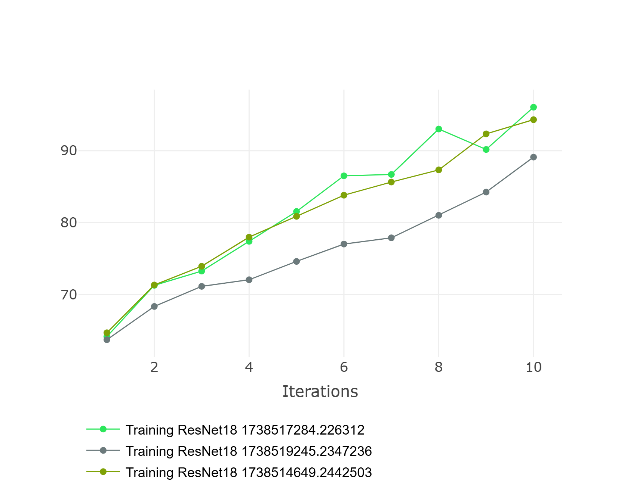 90
80
70
2 4 6 8 10
Iterations
Training ResNet18 1738517284.226312
Training ResNet18 1738519245.2347236
Training ResNet18 1738514649.2442503